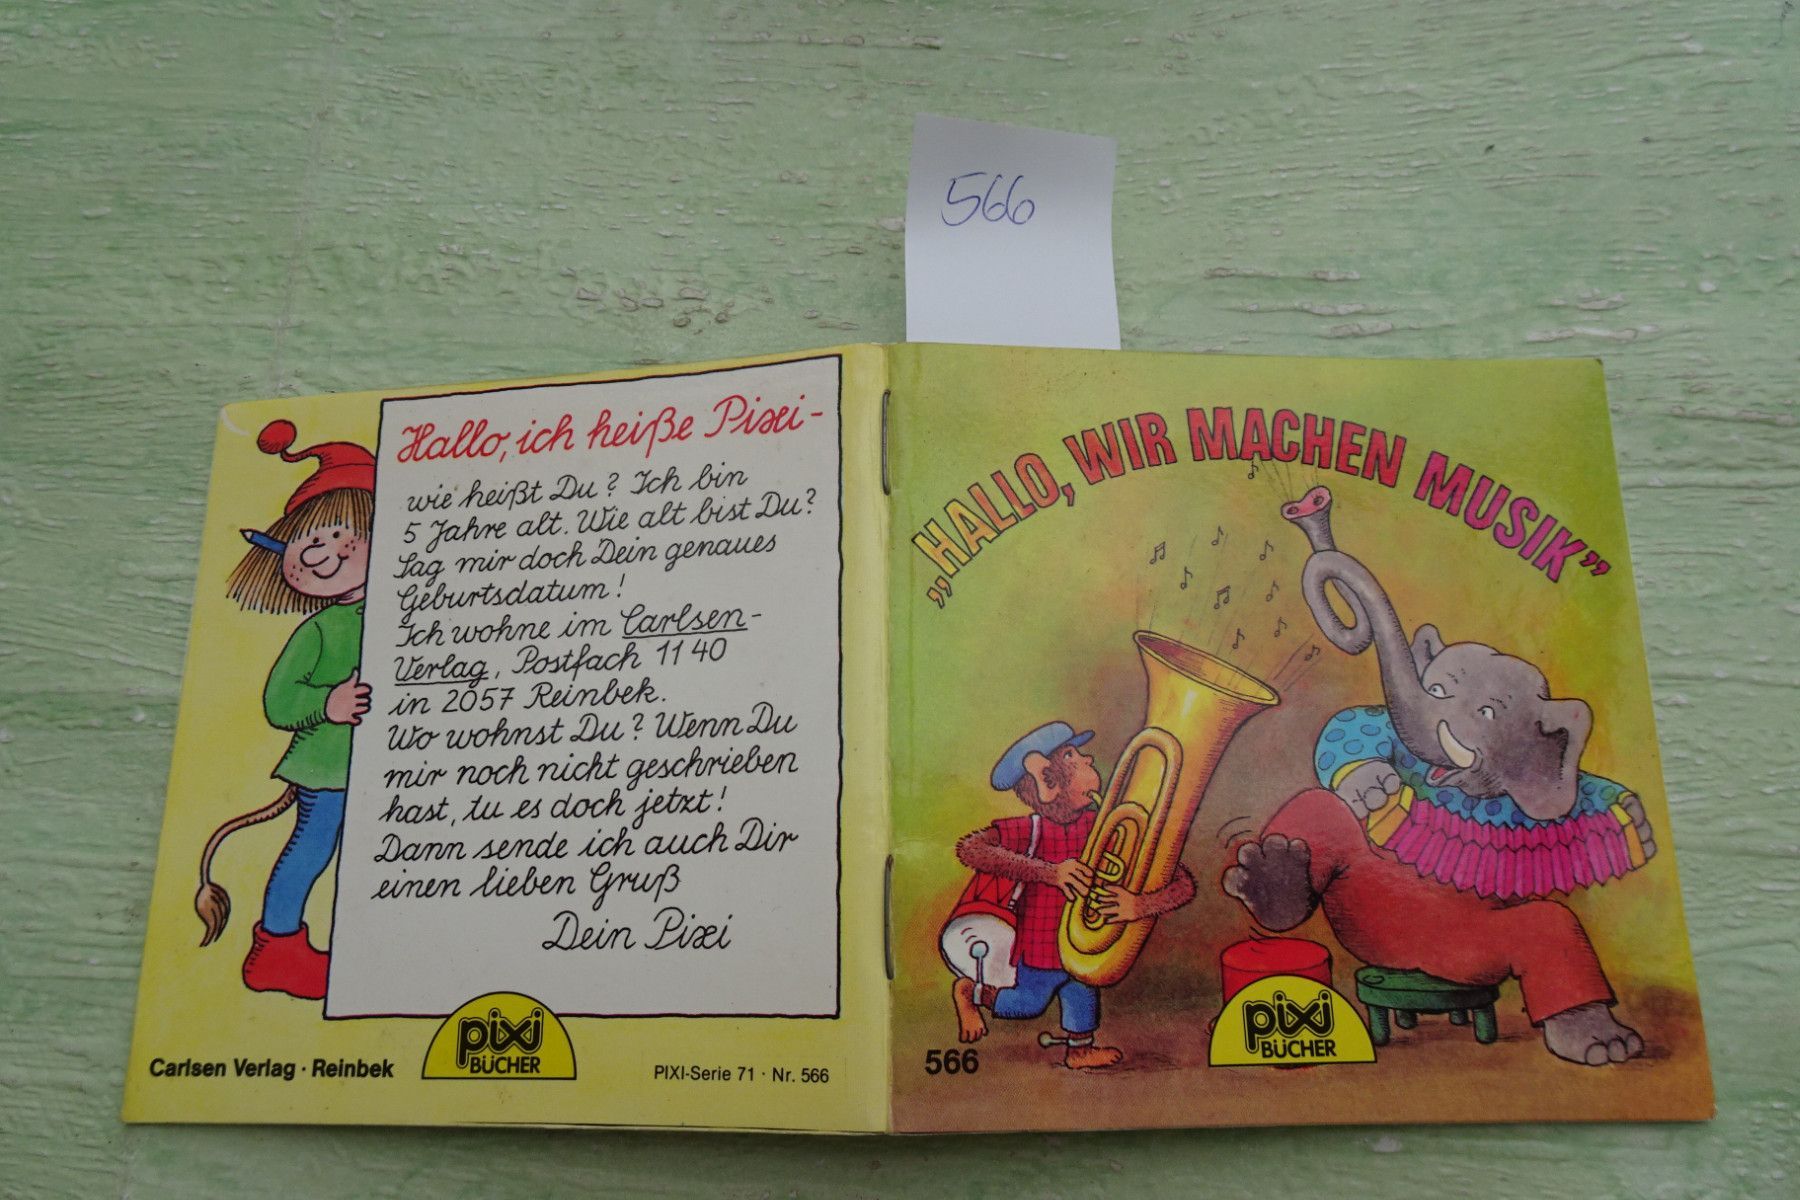 566
Hallo, ich heiße Pixi-
wie heißt Du? Ich bin
5 Jahre alt. Wie alt bist Du?
Sag mir doch Dein genaues
Geburtsdatum!
Ich wohne im Carlsen-
Verlag, Postfach 11 40
in 2057 Reinbek.
Wo wohnst Du? Wenn Du
mir noch nicht geschrieben
hast, tu es doch jetzt!
Dann sende ich auch Dir
einen lieben Gruß
Dein Pixi
Carlsen Verlag · Reinbek
pixi
BÜCHER
PIXI-Serie 71 · Nr. 566
„HALLO, WIR MACHEN MUSIK”
566
pixi
BÜCHER